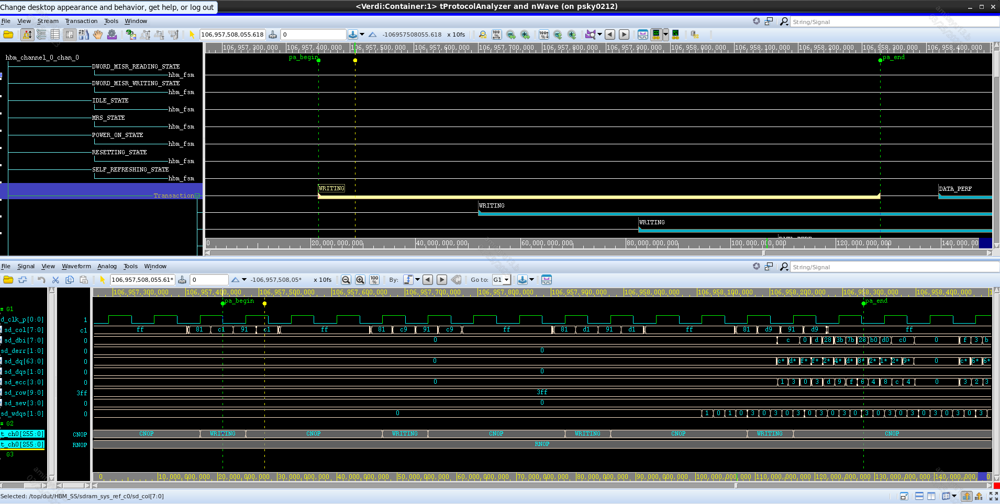 Change desktop appearance and behavior, get help, or log out
<Verdi:Container:1> tProtocolAnalyzer and nWave (on psky0212)
File View Stream Transaction Tools Window
String/Signal
106,957,508,055.618 0 -106957508055.618 x 10fs
106,957,300,000 106,957,400,000 106,957,500,000 106,957,600,000 106,957,700,000 106,957,800,000 106,957,900,000 106,958,000,000 106,958,100,000 106,958,200,000 106,958,300,000 106,958,400,000
hbm_channel_0_chan_0
pa_begin pa_end
DWORD_MISR_READING_STATE
hbm_fsm
DWORD_MISR_WRITING_STATE
hbm_fsm
IDLE_STATE
hbm_fsm
MRS_STATE
hbm_fsm
POWER_ON_STATE
hbm_fsm
RESETTING_STATE
hbm_fsm
SELF_REFRESHING_STATE
hbm_fsm
WRITING DATA_PERF
Transaction
WRITING
WRITING
0 20,000,000,000 40,000,000,000 60,000,000,000 80,000,000,000 100,000,000,000 120,000,000,000 140,000,00
File Signal View Waveform Analog Tools Window
String/Signal
106,957,508,055.61* 0 -106,957,508,05* x 10fs 100% By: Go to: G1
106,957,300,000 106,957,400,000 106,957,500,000 106,957,600,000 106,957,700,000 106,957,800,000 106,957,900,000 106,958,000,000 106,958,100,000 106,958,200,000 106,958,300,000 106,958,400,000
pa_begin pa_end
= G1
d_clk_p[0:0] 1
sd_col[7:0] c1 ff 81 c1 91 c1 ff 81 c9 91 c9 ff 81 d1 91 d1 ff 81 d9 91 d9 ff
sd_dbi[7:0] 0 0 c 0 d 28 3b 7b 28 b0 d0 c0 0 f 3 b
sd_derr[1:0] 0 0
sd_dq[63:0] 0 0 c* d* f* f* 2* 4* d* 8* 2* 1* 2* 9* 0 c* 6* 6*
sd_dqs[1:0] 0 0
sd_ecc[3:0] 0 0 1 3 0 3 d 9 f 6 4 8 c 4 0 3 2 3
sd_row[9:0] 3ff 3ff
sd_sev[3:0] 0 0
sd_wdqs[1:0] 0 0 1 0 1 0 3 0 3 0 3 0 3 0 3 0 3 0 3 0 3 0 3 0 3
= G2
t_ch0[255:0] CNOP CNOP WRITING CNOP WRITING CNOP WRITING CNOP WRITING CNOP
t_ch0[255:0] RNOP RNOP
G3
0 10,000,000,000 20,000,000,000 30,000,000,000 40,000,000,000 50,000,000,000 60,000,000,000 70,000,000,000 80,000,000,000 90,000,000,000 100,000,000,000 110,000,000,000 120,000,000,000 130,000,000,000 140,000,000
Selected: /top/dut/HBM_SS/sdram_sys_ref_c0/sd_col[7:0]